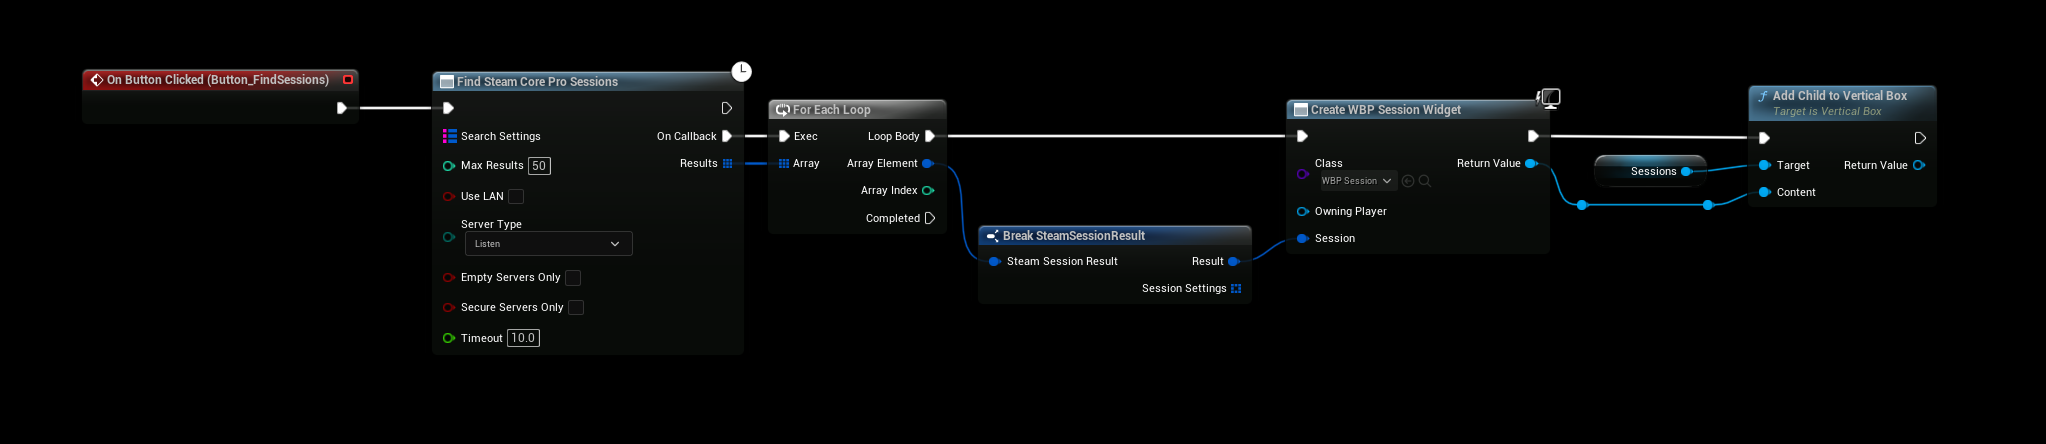 On Button Clicked (Button_FindSessions)
Find Steam Core Pro Sessions
Search Settings
On Callback
Max Results 50
Results
Use LAN
Server Type
Listen
Empty Servers Only
Secure Servers Only
Timeout 10.0
For Each Loop
Exec
Loop Body
Array
Array Element
Array Index
Completed
Break SteamSessionResult
Steam Session Result
Result
Session Settings
Create WBP Session Widget
Class
Return Value
WBP Session
Owning Player
Session
Sessions
f Add Child to Vertical Box
Target is Vertical Box
Target
Return Value
Content